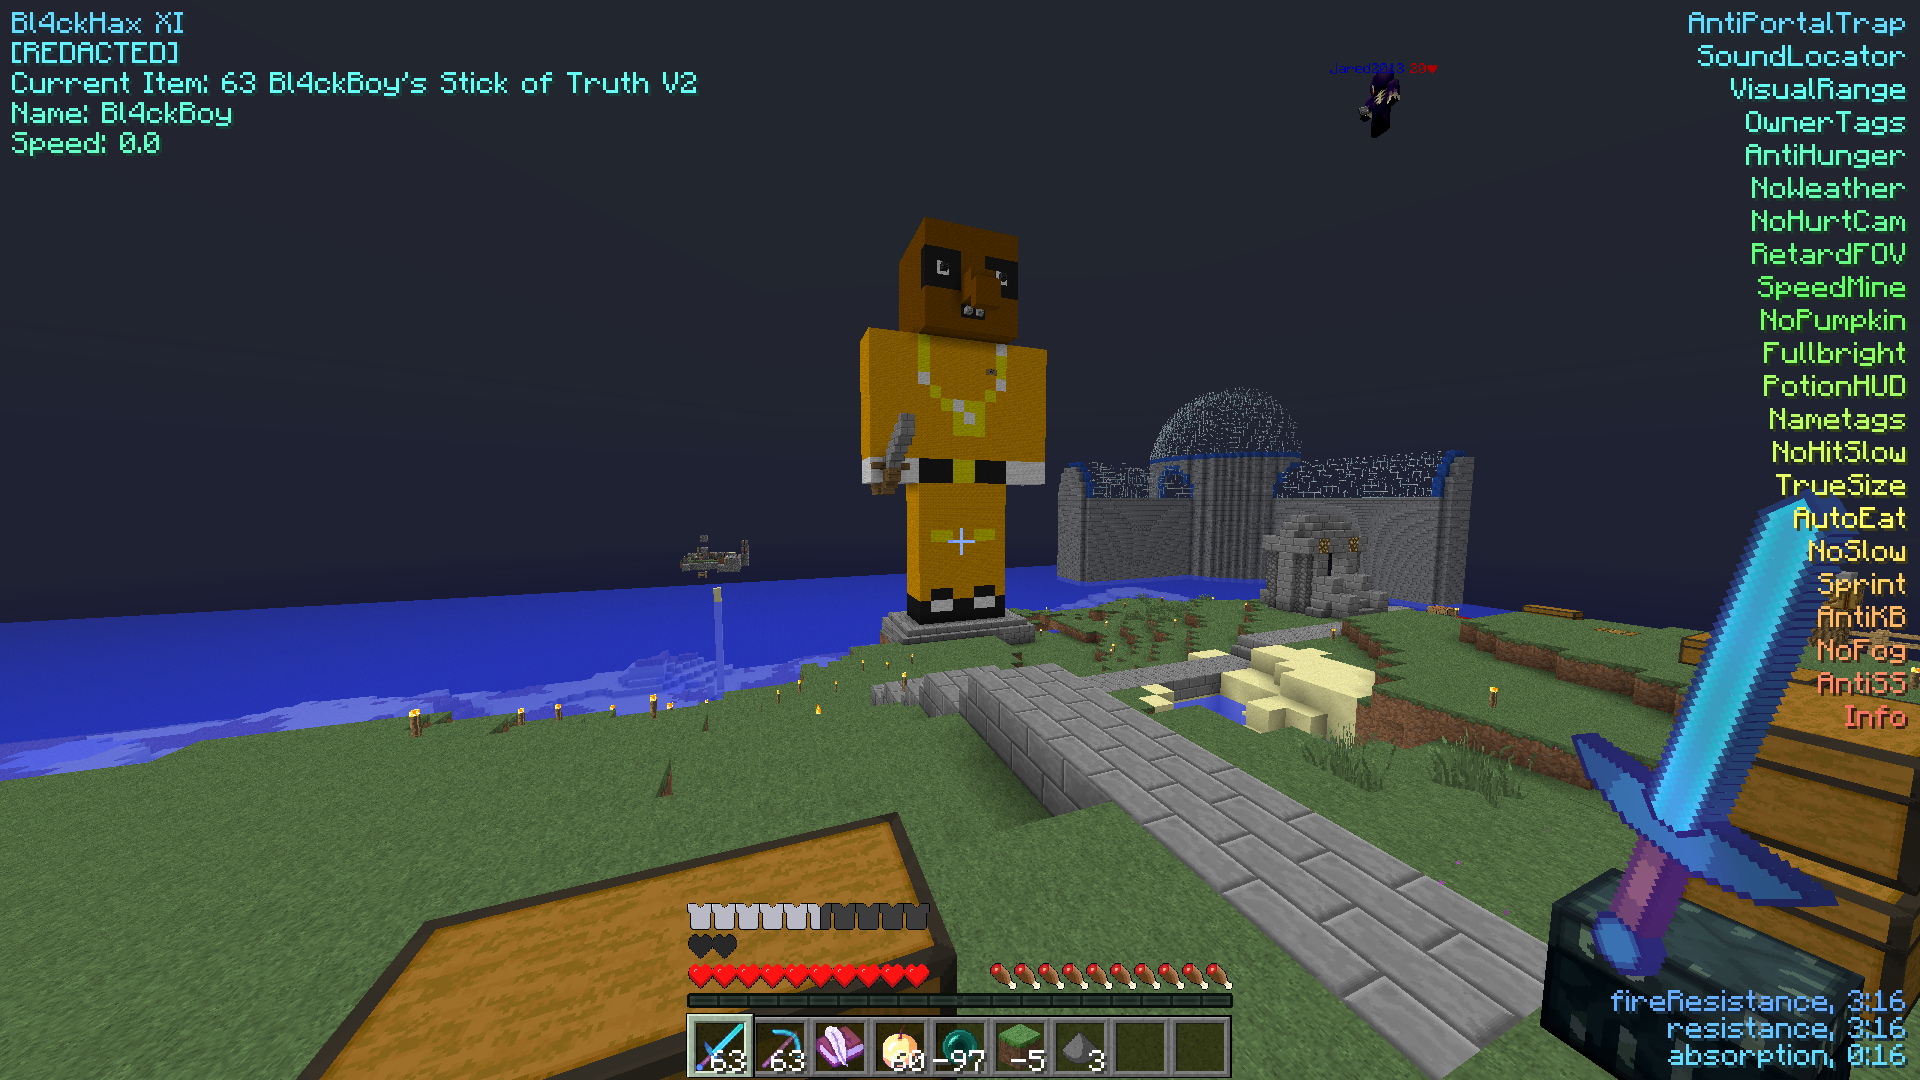 Bl4ckHax XI
[REDACTED]
Current Item: 63 Bl4ckBoy's Stick of Truth V2
Name: Bl4ckBoy
Speed: 0.0
Jared2013 20♥
AntiPortalTrap
SoundLocator
VisualRange
OwnerTags
AntiHunger
NoWeather
NoHurtCam
RetardFOV
SpeedMine
NoPumpkin
Fullbright
PotionHUD
Nametags
NoHitSlow
TrueSize
AutoEat
NoSlow
Sprint
AntiKB
NoFog
AntiSS
Info
fireResistance, 3:16
resistance, 3:16
absorption, 0:16
63 63 60 -97 -5 3